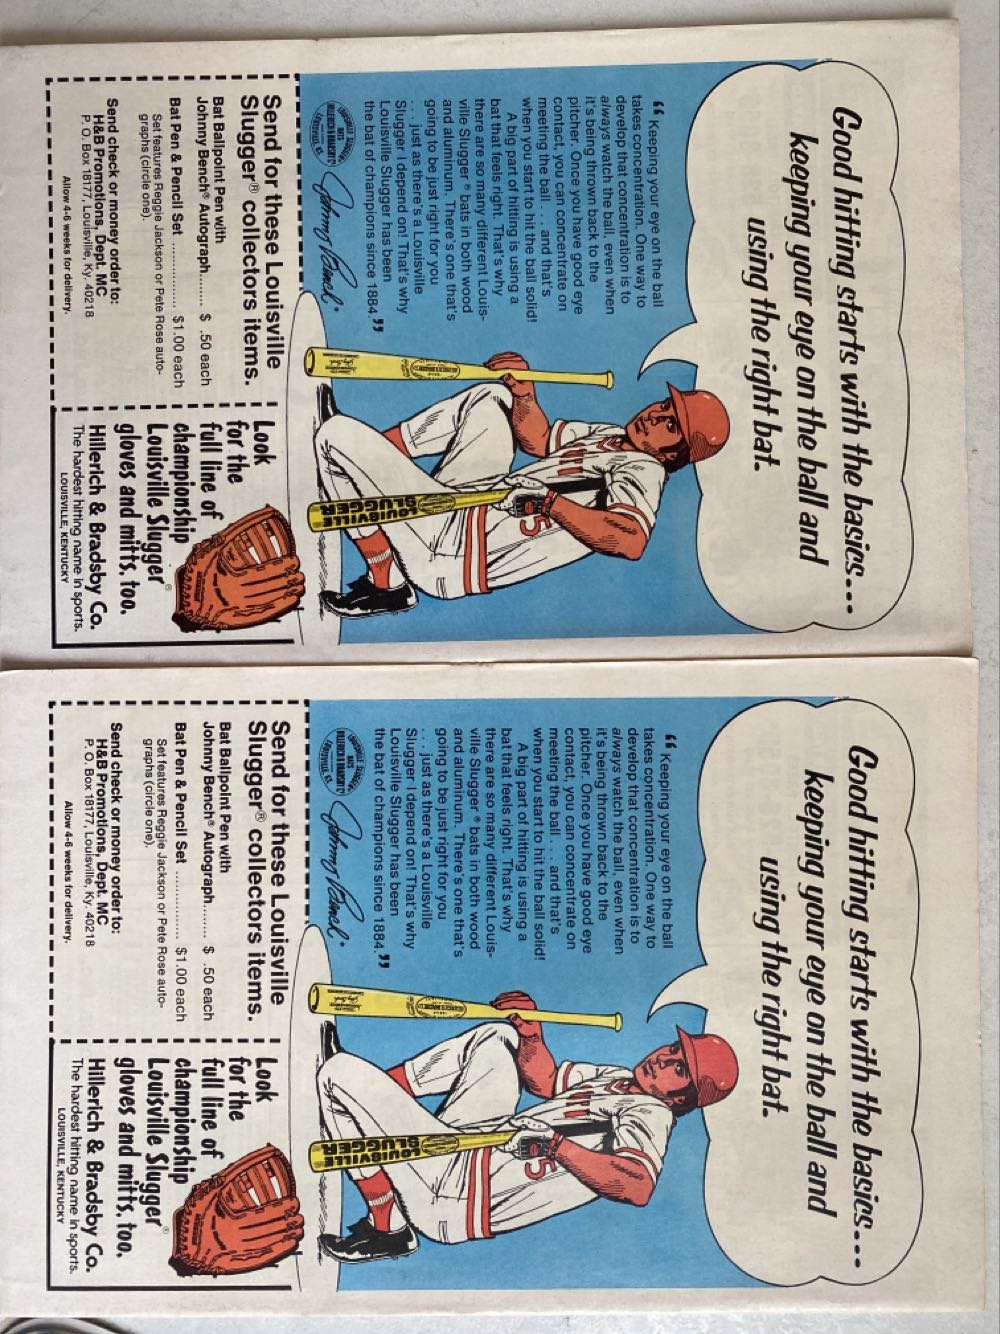 Good hitting starts with the basics...
keeping your eye on the ball and
using the right bat.
“ Keeping your eye on the ball
takes concentration. One way to
develop that concentration is to
always watch the ball, even when
it's being thrown back to the
pitcher. Once you have good eye
contact, you can concentrate on
meeting the ball . . . and that's
when you start to hit the ball solid!
A big part of hitting is using a
bat that feels right. That's why
there are so many different Louis-
ville Slugger® bats in both wood
and aluminum. There's one that's
going to be just right for you
. . . just as there's a Louisville
Slugger I depend on! That's why
Louisville Slugger has been
the bat of champions since 1884.”
Johnny Bench.
LOUISVILLE
SLUGGER
5
Send for these Louisville
Slugger® collectors items.
Bat Ballpoint Pen with
Johnny Bench® Autograph....... $ .50 each
Bat Pen & Pencil Set ............. $1.00 each
Set features Reggie Jackson or Pete Rose auto-
graphs (circle one).
Send check or money order to:
H&B Promotions, Dept. MC
P. O. Box 18177, Louisville, Ky. 40218
Allow 4-6 weeks for delivery.
Look
for the
full line of
championship
Louisville Slugger®
gloves and mitts, too.
Hillerich & Bradsby Co.
The hardest hitting name in sports.
LOUISVILLE, KENTUCKY
Good hitting starts with the basics...
keeping your eye on the ball and
using the right bat.
“ Keeping your eye on the ball
takes concentration. One way to
develop that concentration is to
always watch the ball, even when
it's being thrown back to the
pitcher. Once you have good eye
contact, you can concentrate on
meeting the ball . . . and that's
when you start to hit the ball solid!
A big part of hitting is using a
bat that feels right. That's why
there are so many different Louis-
ville Slugger® bats in both wood
and aluminum. There's one that's
going to be just right for you
. . . just as there's a Louisville
Slugger I depend on! That's why
Louisville Slugger has been
the bat of champions since 1884.”
Johnny Bench.
LOUISVILLE
SLUGGER
5
Send for these Louisville
Slugger® collectors items.
Bat Ballpoint Pen with
Johnny Bench® Autograph....... $ .50 each
Bat Pen & Pencil Set ............. $1.00 each
Set features Reggie Jackson or Pete Rose auto-
graphs (circle one).
Send check or money order to:
H&B Promotions, Dept. MC
P. O. Box 18177, Louisville, Ky. 40218
Allow 4-6 weeks for delivery.
Look
for the
full line of
championship
Louisville Slugger®
gloves and mitts, too.
Hillerich & Bradsby Co.
The hardest hitting name in sports.
LOUISVILLE, KENTUCKY